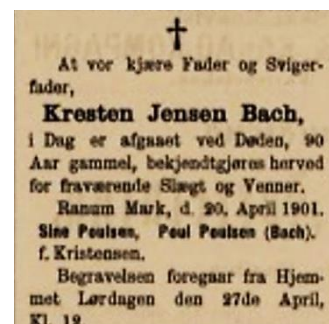 At vor kjære Fader og Sviger-
fader,
Kresten Jensen Bach,
i Dag er afgaaet ved Døden, 90
Aar gammel, bekjendtgjøres herved
for fraværende Slægt og Venner.
Ranum Mark, d. 20. April 1901.
Sine Poulsen, Poul Poulsen (Bach).
f. Kristensen.
Begravelsen foregaar fra Hjem-
met Lørdagen den 27de April,
Kl. 12